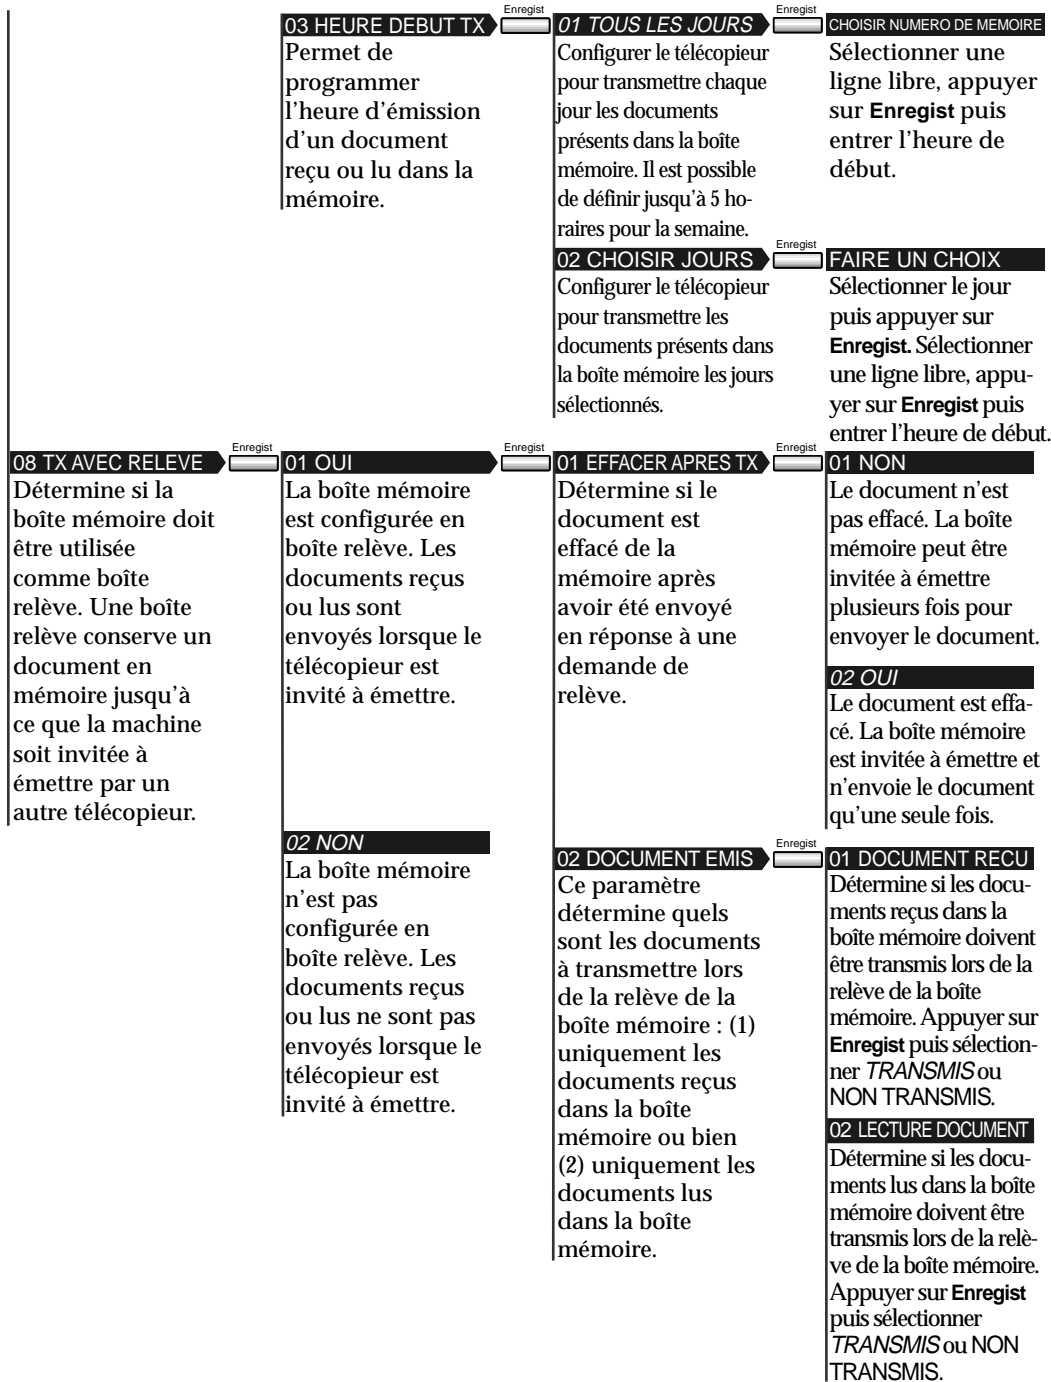 03 HEURE DEBUT TX
Permet de
programmer
l’heure d’émission
d’un document
reçu ou lu dans la
mémoire.
Enregist
01 TOUS LES JOURS
Configurer le télécopieur
pour transmettre chaque
jour les documents
présents dans la boîte
mémoire. Il est possible
de définir jusqu’à 5 ho-
raires pour la semaine.
Enregist
CHOISIR NUMERO DE MEMOIRE
Sélectionner une
ligne libre, appuyer
sur Enregist puis
entrer l’heure de
début.
02 CHOISIR JOURS
Configurer le télécopieur
pour transmettre les
documents présents dans
la boîte mémoire les jours
sélectionnés.
Enregist
FAIRE UN CHOIX
Sélectionner le jour
puis appuyer sur
Enregist. Sélectionner
une ligne libre, appu-
yer sur Enregist puis
entrer l’heure de début.
08 TX AVEC RELEVE
Détermine si la
boîte mémoire doit
être utilisée
comme boîte
relève. Une boîte
relève conserve un
document en
mémoire jusqu’à
ce que la machine
soit invitée à
émettre par un
autre télécopieur.
Enregist
01 OUI
La boîte mémoire
est configurée en
boîte relève. Les
documents reçus
ou lus sont
envoyés lorsque le
télécopieur est
invité à émettre.
Enregist
01 EFFACER APRES TX
Détermine si le
document est
effacé de la
mémoire après
avoir été envoyé
en réponse à une
demande de
relève.
Enregist
01 NON
Le document n’est
pas effacé. La boîte
mémoire peut être
invitée à émettre
plusieurs fois pour
envoyer le document.
02 OUI
Le document est effa-
cé. La boîte mémoire
est invitée à émettre et
n’envoie le document
qu’une seule fois.
02 NON
La boîte mémoire
n’est pas
configurée en
boîte relève. Les
documents reçus
ou lus ne sont pas
envoyés lorsque le
télécopieur est
invité à émettre.
02 DOCUMENT EMIS
Ce paramètre
détermine quels
sont les documents
à transmettre lors
de la relève de la
boîte mémoire : (1)
uniquement les
documents reçus
dans la boîte
mémoire ou bien
(2) uniquement les
documents lus
dans la boîte
mémoire.
Enregist
01 DOCUMENT RECU
Détermine si les docu-
ments reçus dans la
boîte mémoire doivent
être transmis lors de la
relève de la boîte
mémoire. Appuyer sur
Enregist puis sélection-
ner TRANSMIS ou
NON TRANSMIS.
02 LECTURE DOCUMENT
Détermine si les docu-
ments lus dans la boîte
mémoire doivent être
transmis lors de la relè-
ve de la boîte mémoire.
Appuyer sur Enregist
puis sélectionner
TRANSMIS ou NON
TRANSMIS.